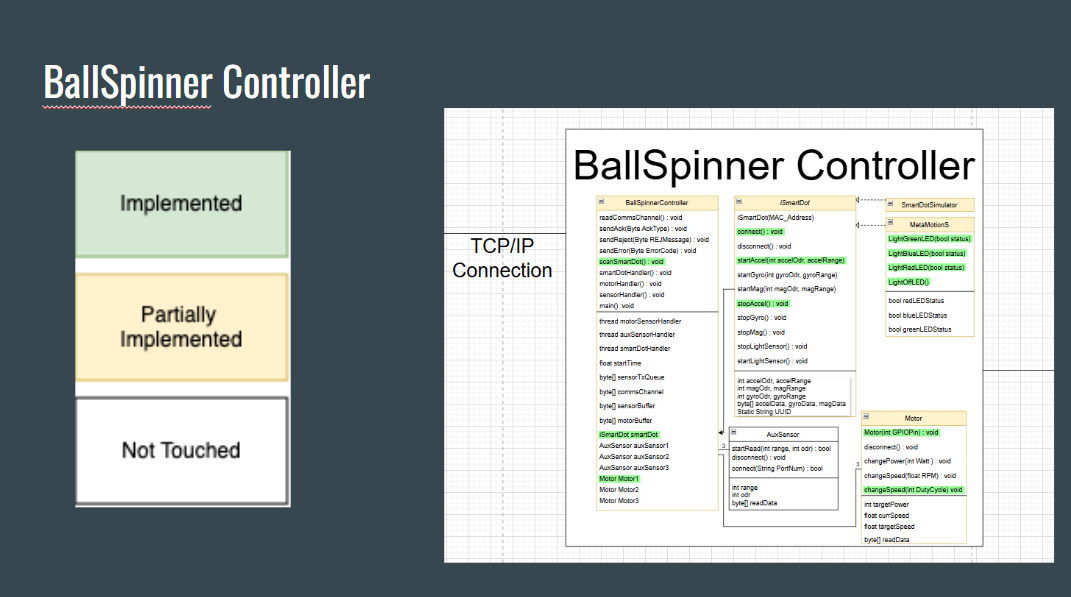 BallSpinner Controller
Implemented
Partially
Implemented
Not Touched
TCP/IP
Connection
BallSpinner Controller
BallSpinnerController
readCommsChannel() : void
sendAck(Byte AckType) : void
sendReject(Byte REJMessage) : void
sendError(Byte ErrorCode) : void
scanSmartDot() : void
smartDotHandler() : void
motorHandler() : void
sensorHandler() : void
main() :void
thread motorSensorHandler
thread auxSensorHandler
thread smartDotHandler
float startTime
byte[] sensorTxQueue
byte[] commsChannel
byte[] sensorBuffer
byte[] motorBuffer
iSmartDot smartDot
AuxSensor auxSensor1
AuxSensor auxSensor2
AuxSensor auxSensor3
Motor Motor1
Motor Motor2
Motor Motor3
iSmartDot
iSmartDot(MAC_Address)
connect() : void
disconnect() : void
startAccel(int accelOdr, accelRange)
startGyro(int gyroOdr, gyroRange)
startMag(int magOdr, magRange)
stopAccel() : void
stopGyro() : void
stopMag() : void
stopLightSensor() : void
startLightSensor() : void
int accelOdr, accelRange
int magOdr, magRange
int gyroOdr, gyroRange
byte[] accelData, gyroData, magData
Static String UUID
SmartDotSimulator
MetaMotionS
LightGreenLED(bool status)
LightBlueLED(bool status)
LightRedLED(bool status)
LightOffLED()
bool redLEDStatus
bool blueLEDStatus
bool greenLEDStatus
3
AuxSensor
startRead(int range, int odr) : bool
disconnect() : void
connect(String PortNum) : bool
int range
int odr
byte[] readData
3
Motor
Motor(int GPIOPin) : void
disconnect() : void
changePower(int Watt ) : void
changeSpeed(float RPM) : void
changeSpeed(int DutyCycle) void
int targetPower
float currSpeed
float targetSpeed
byte[] readData